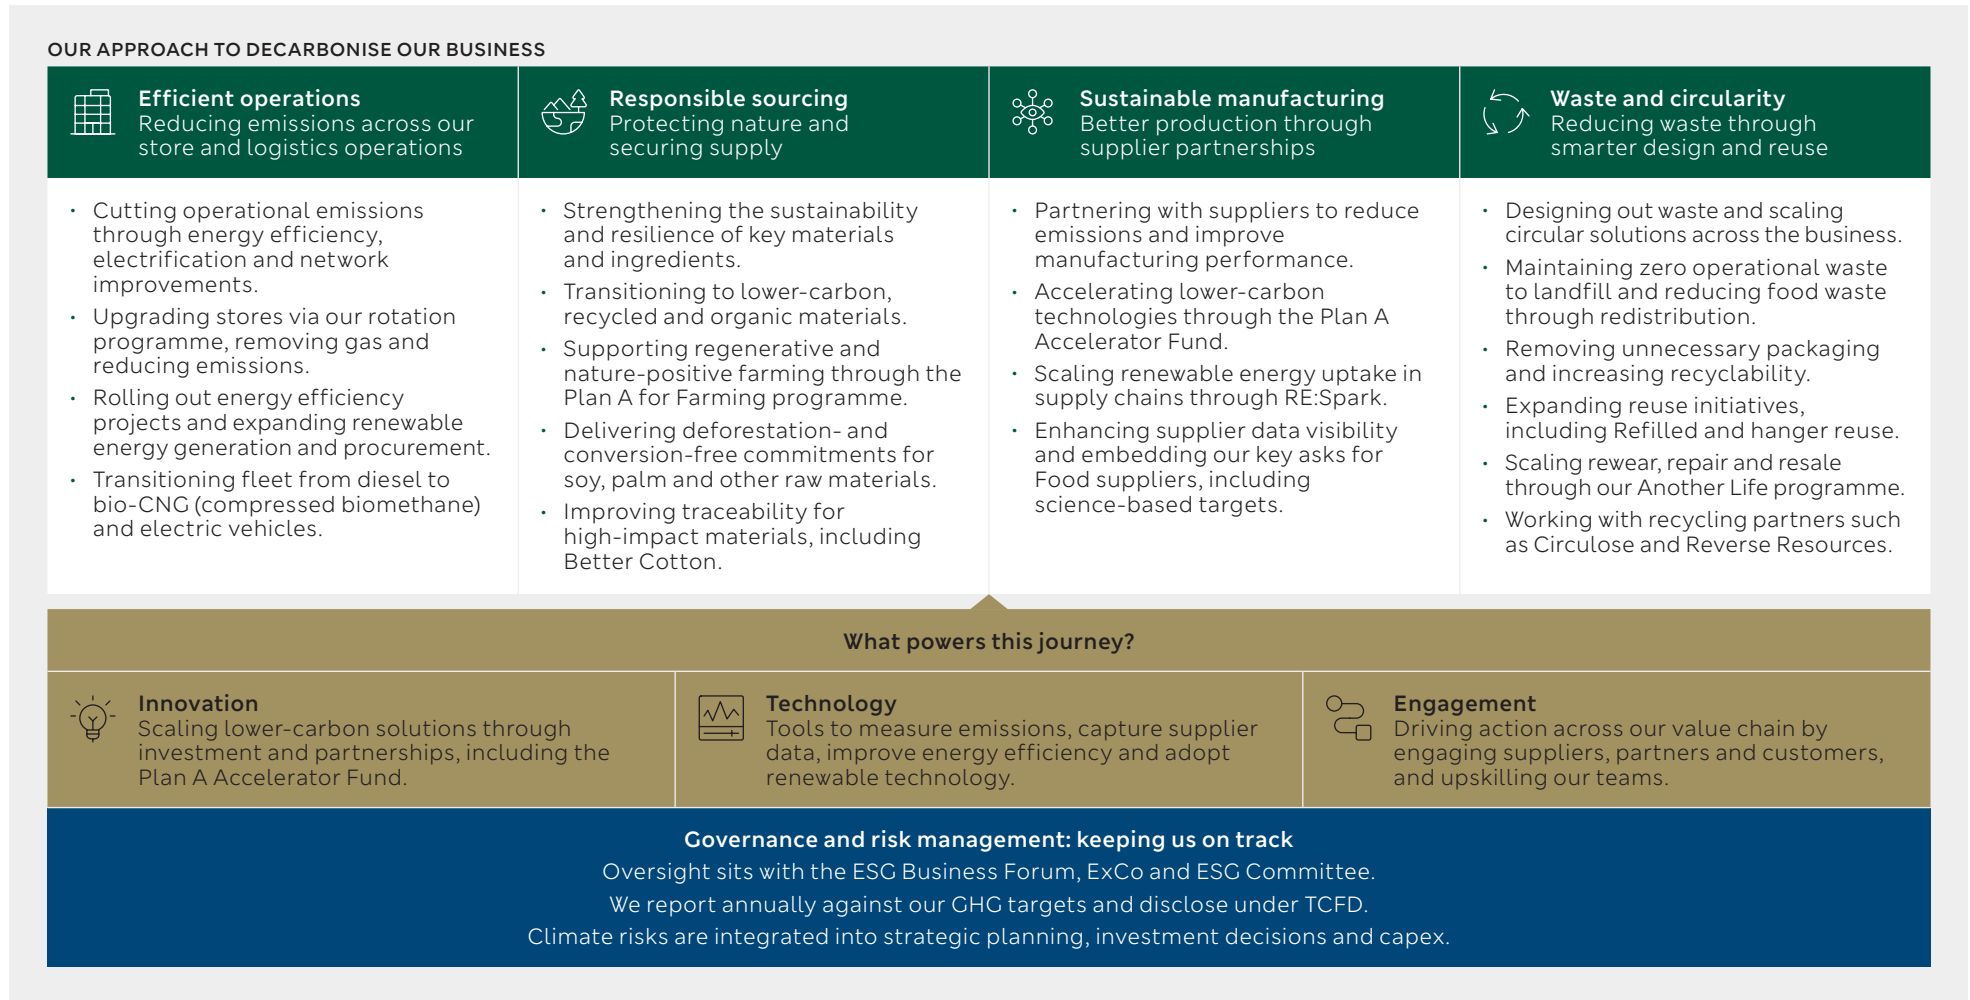 OUR APPROACH TO DECARBONISE OUR BUSINESS
Efficient operations
Reducing emissions across our
store and logistics operations
• Cutting operational emissions
through energy efficiency,
electrification and network
improvements.
• Upgrading stores via our rotation
programme, removing gas and
reducing emissions.
• Rolling out energy efficiency
projects and expanding renewable
energy generation and procurement.
• Transitioning fleet from diesel to
bio-CNG (compressed biomethane)
and electric vehicles.
Responsible sourcing
Protecting nature and
securing supply
• Strengthening the sustainability
and resilience of key materials
and ingredients.
• Transitioning to lower-carbon,
recycled and organic materials.
• Supporting regenerative and
nature-positive farming through the
Plan A for Farming programme.
• Delivering deforestation- and
conversion-free commitments for
soy, palm and other raw materials.
• Improving traceability for
high-impact materials, including
Better Cotton.
Sustainable manufacturing
Better production through
supplier partnerships
• Partnering with suppliers to reduce
emissions and improve
manufacturing performance.
• Accelerating lower-carbon
technologies through the Plan A
Accelerator Fund.
• Scaling renewable energy uptake in
supply chains through RE:Spark.
• Enhancing supplier data visibility
and embedding our key asks for
Food suppliers, including
science-based targets.
Waste and circularity
Reducing waste through
smarter design and reuse
• Designing out waste and scaling
circular solutions across the business.
• Maintaining zero operational waste
to landfill and reducing food waste
through redistribution.
• Removing unnecessary packaging
and increasing recyclability.
• Expanding reuse initiatives,
including Refilled and hanger reuse.
• Scaling rewear, repair and resale
through our Another Life programme.
• Working with recycling partners such
as Circulose and Reverse Resources.
What powers this journey?
Innovation
Scaling lower-carbon solutions through
investment and partnerships, including the
Plan A Accelerator Fund.
Technology
Tools to measure emissions, capture supplier
data, improve energy efficiency and adopt
renewable technology.
Engagement
Driving action across our value chain by
engaging suppliers, partners and customers,
and upskilling our teams.
Governance and risk management: keeping us on track
Oversight sits with the ESG Business Forum, ExCo and ESG Committee.
We report annually against our GHG targets and disclose under TCFD.
Climate risks are integrated into strategic planning, investment decisions and capex.